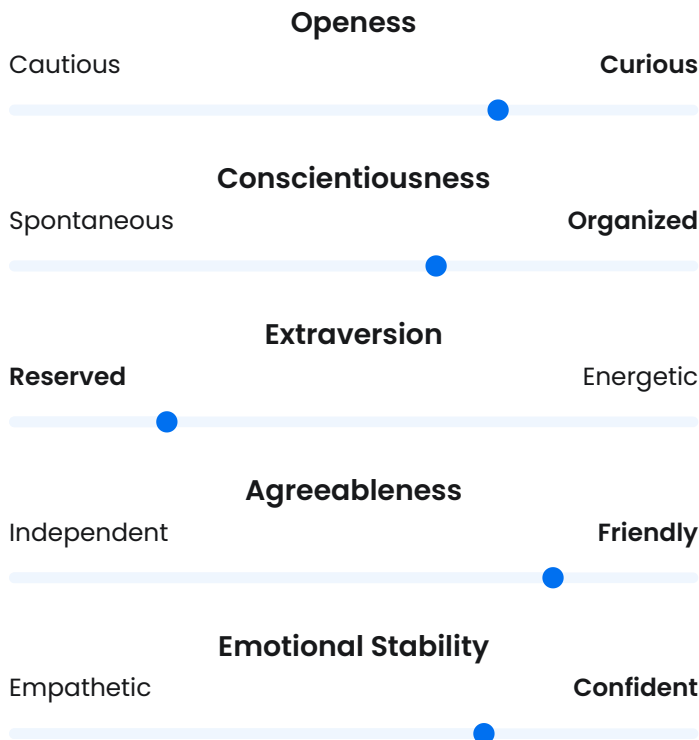 Openess
Cautious Curious
Conscientiousness
Spontaneous Organized
Extraversion
Reserved Energetic
Agreeableness
Independent Friendly
Emotional Stability
Empathetic Confident